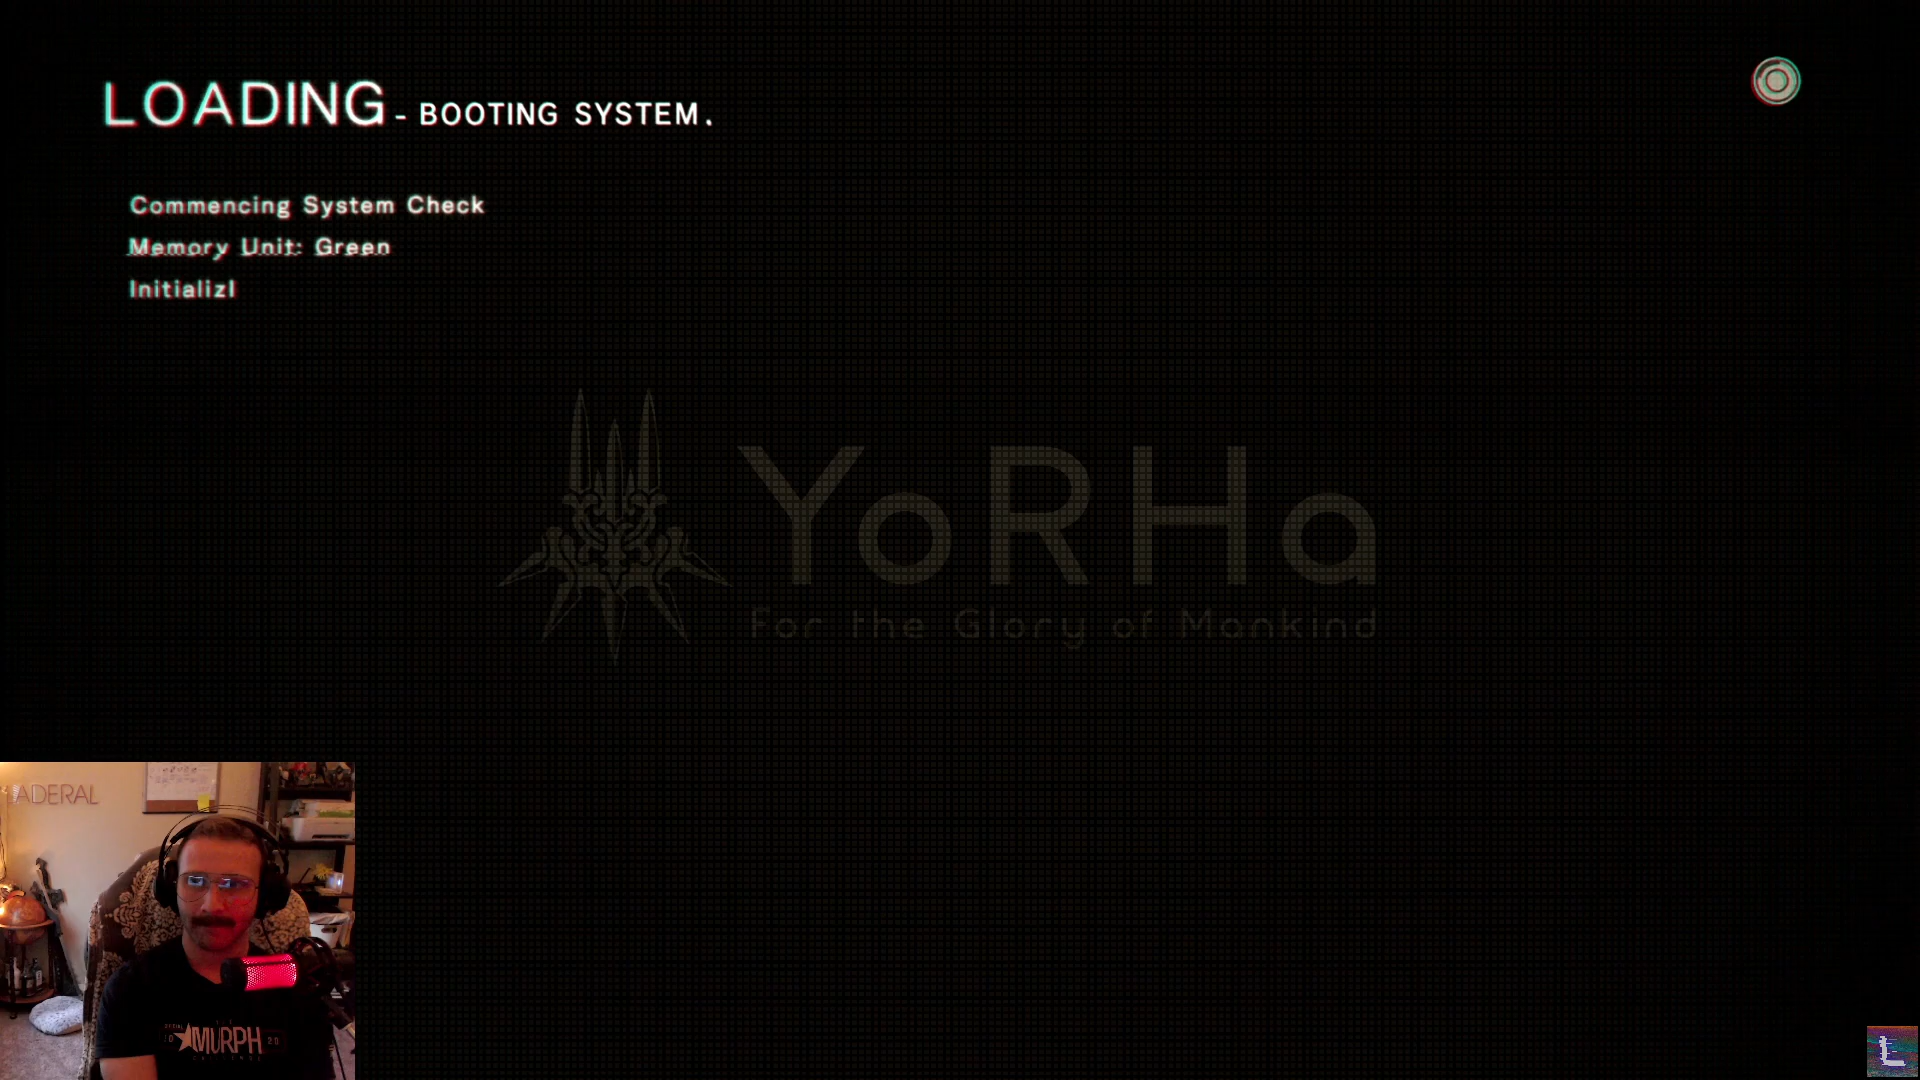 LOADING - BOOTING SYSTEM.
Commencing System Check
Memory Unit: Green
InitializI
YoRHa
For the Glory of Mankind
ADERAL
MURPH
L